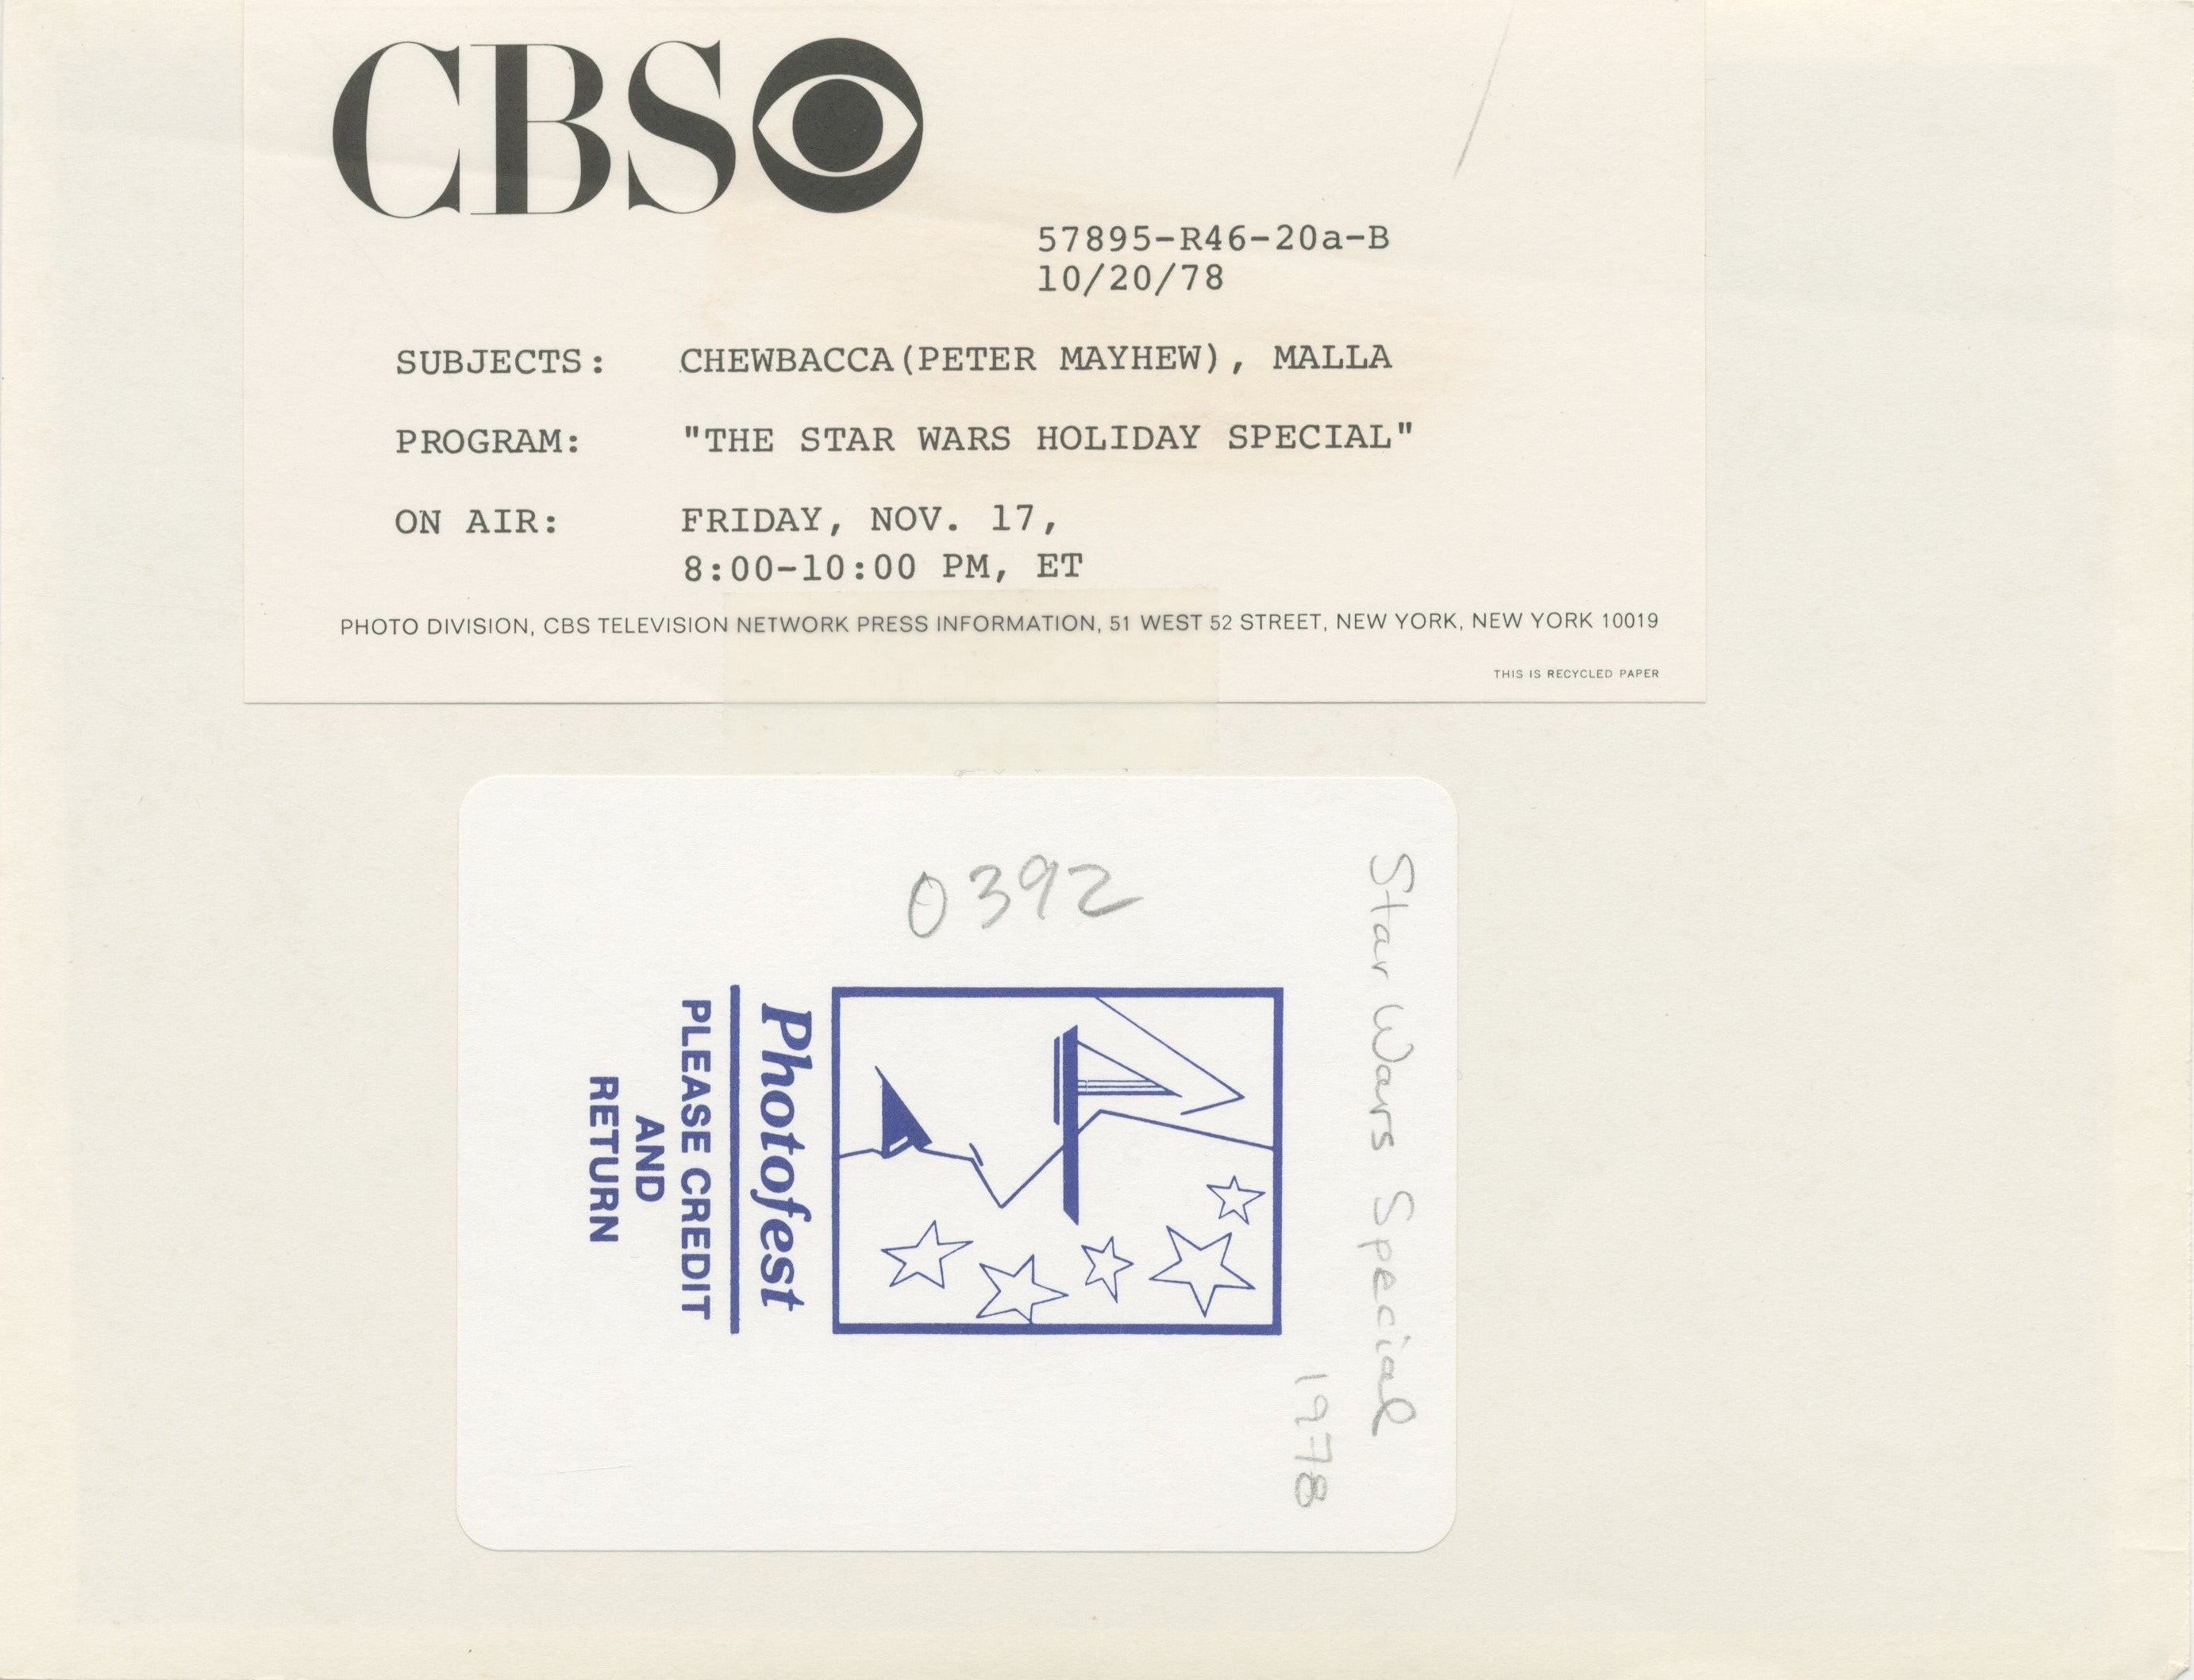 CBS
57895-R46-20a-B
10/20/78
SUBJECTS: CHEWBACCA(PETER MAYHEW), MALLA
PROGRAM: "THE STAR WARS HOLIDAY SPECIAL"
ON AIR: FRIDAY, NOV. 17,
8:00-10:00 PM, ET
PHOTO DIVISION, CBS TELEVISION NETWORK PRESS INFORMATION, 51 WEST 52 STREET, NEW YORK, NEW YORK 10019
THIS IS RECYCLED PAPER
0392
Star Wars Special
1978
Photofest
PLEASE CREDIT
AND
RETURN